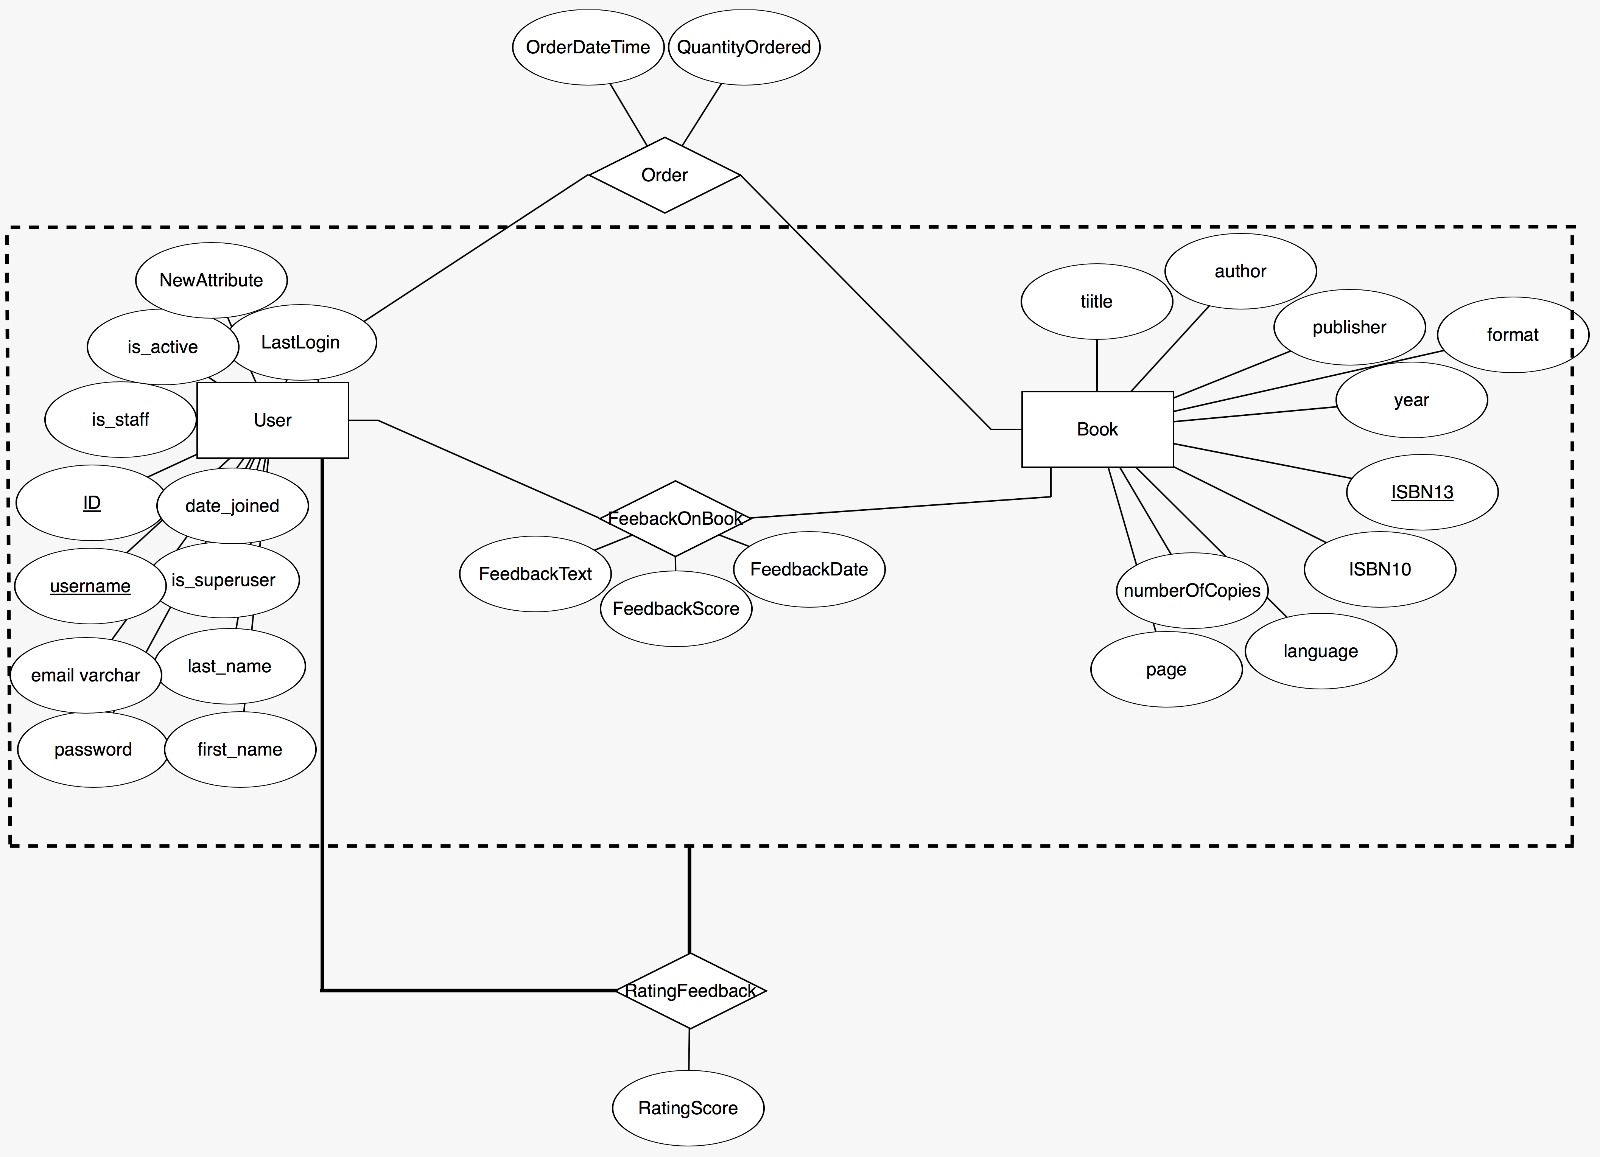 OrderDateTime
QuantityOrdered
Order
NewAttribute
is_active
LastLogin
is_staff
User
ID
date_joined
username
is_superuser
email varchar
last_name
password
first_name
FeebackOnBook
FeedbackText
FeedbackScore
FeedbackDate
tiitle
author
publisher
format
year
Book
ISBN13
ISBN10
numberOfCopies
language
page
RatingFeedback
RatingScore